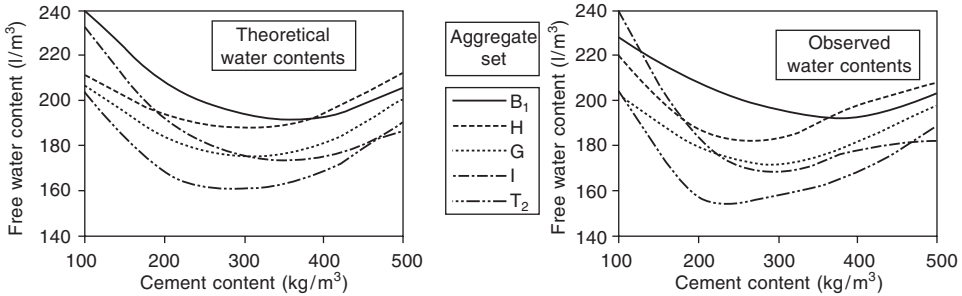 240
220
200
180
160
140
Free water content (l/m³)
Theoretical
water contents
100
200
300
400
500
Cement content (kg/m³)
Aggregate
set
B₁
H
G
I
T₂
240
220
200
180
160
140
Free water content (l/m³)
Observed
water contents
100
200
300
400
500
Cement content (kg/m³)